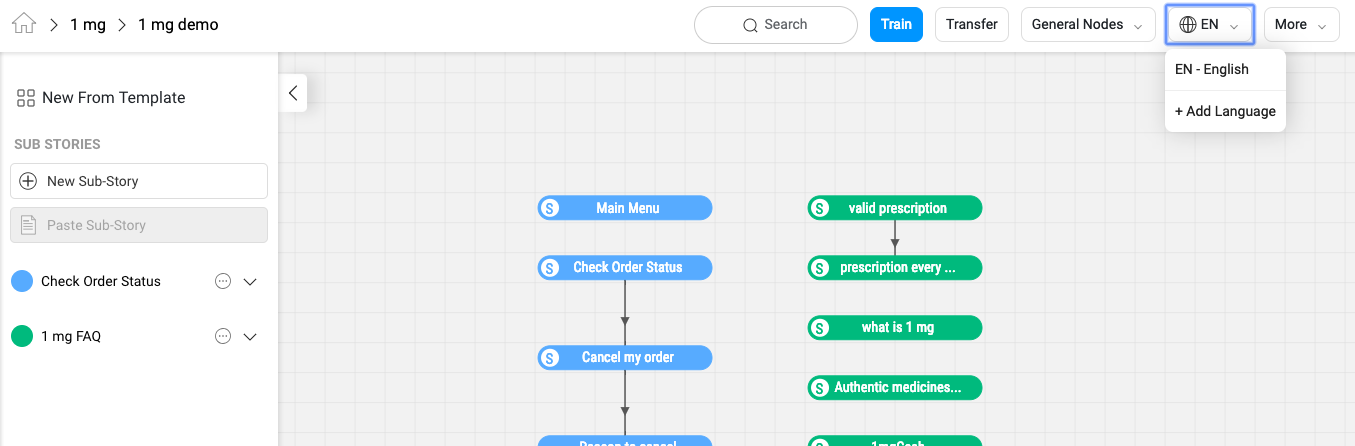 1 mg
1 mg demo
Search
Train
Transfer
General Nodes
EN
More
EN - English
+ Add Language
New From Template
SUB STORIES
New Sub-Story
Paste Sub-Story
Check Order Status
1 mg FAQ
S Main Menu
S Check Order Status
S Cancel my order
S valid prescription
S prescription every ...
S what is 1 mg
S Authentic medicines...